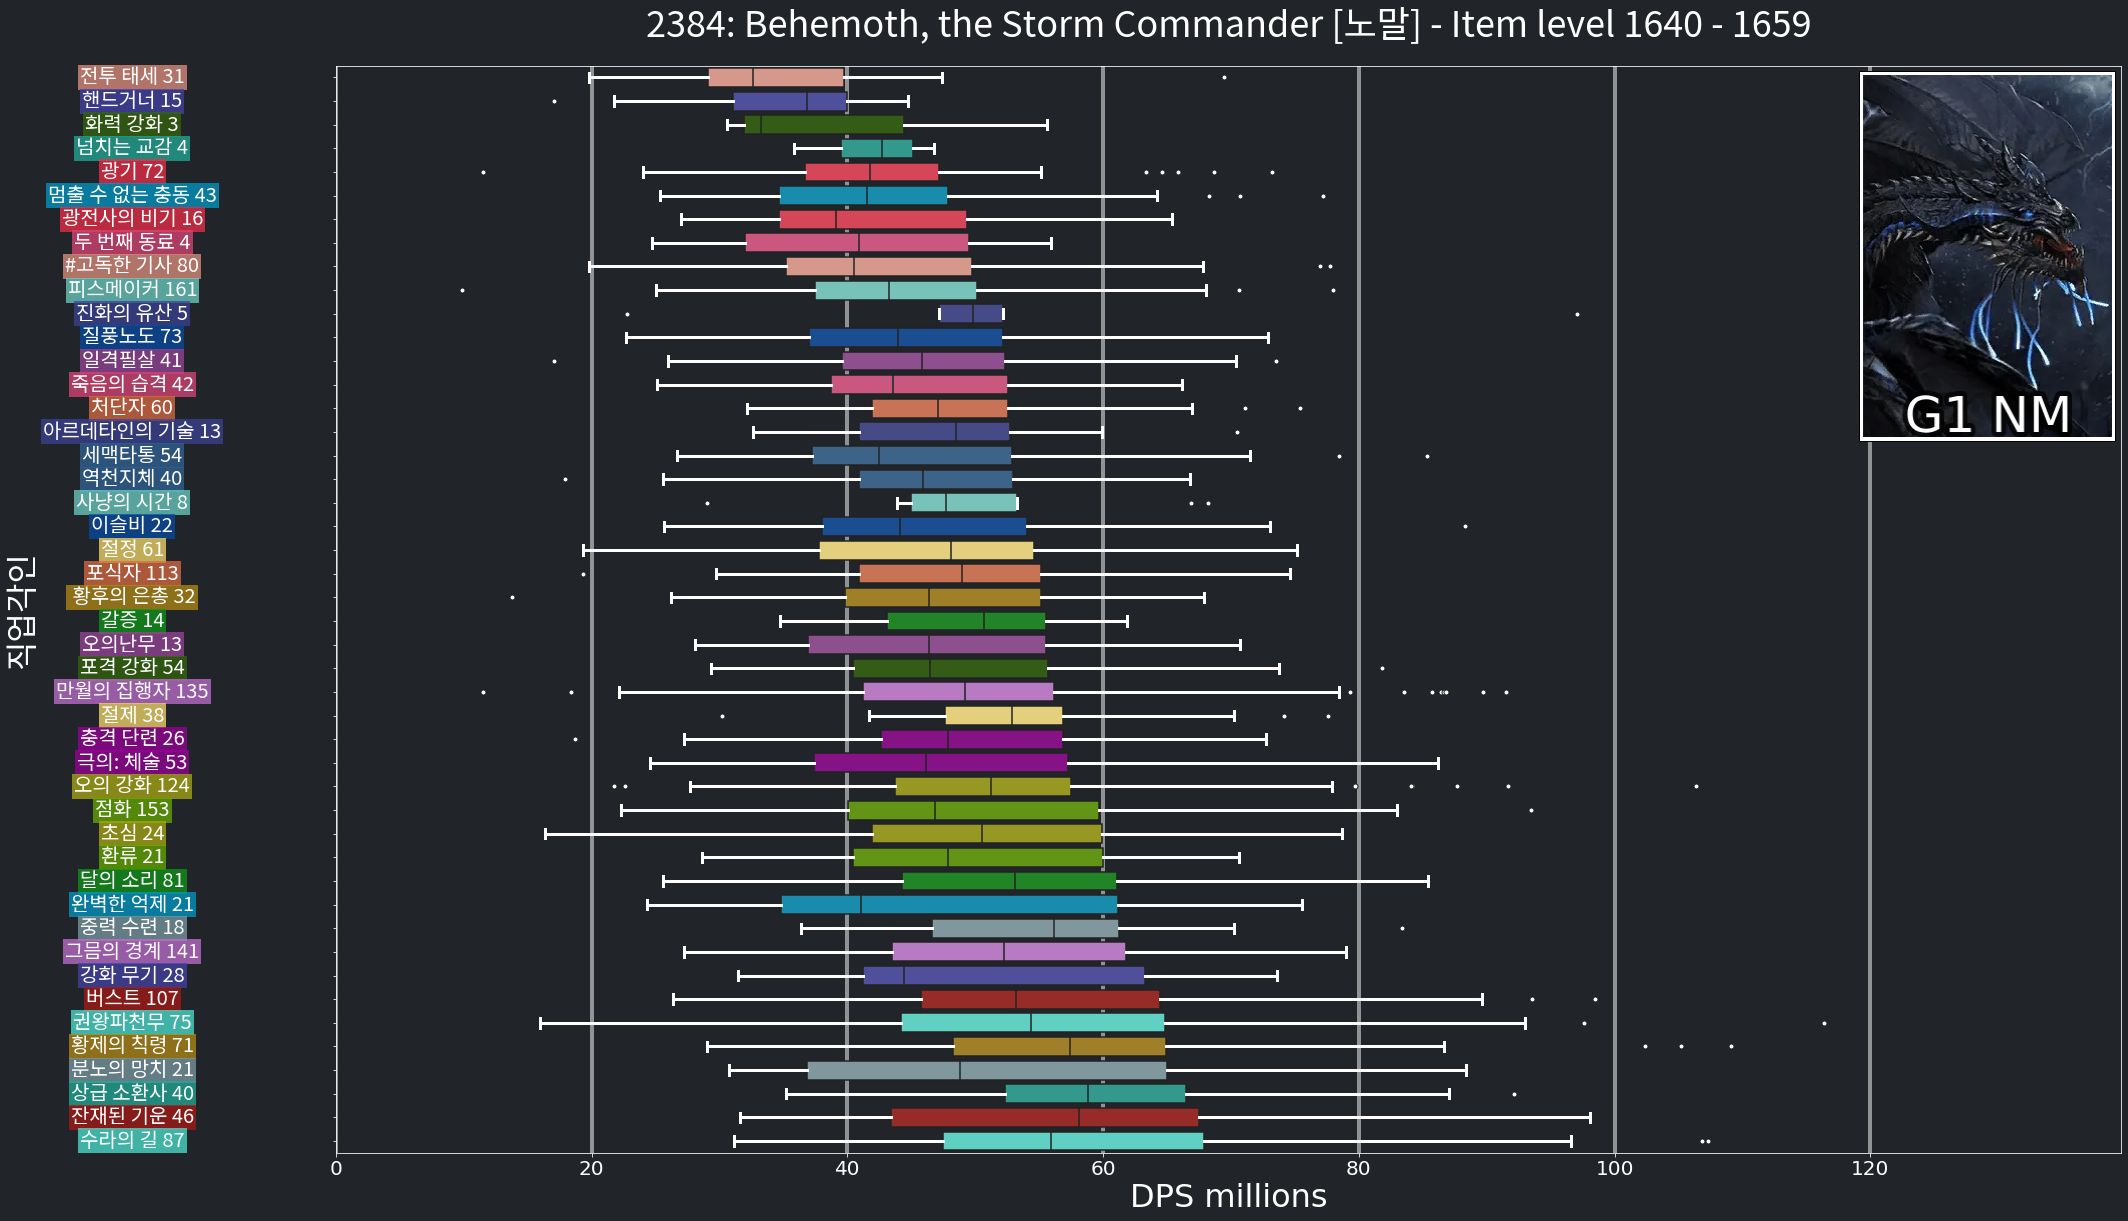 2384: Behemoth, the Storm Commander [노말] - Item level 1640 - 1659
전투 태세 31
핸드거너 15
화력 강화 3
넘치는 교감 4
광기 72
멈출 수 없는 충동 43
광전사의 비기 16
두 번째 동료 4
#고독한 기사 80
피스메이커 161
진화의 유산 5
질풍노도 73
일격필살 41
죽음의 습격 42
처단자 60
아르데타인의 기술 13
세맥타통 54
역천지체 40
사냥의 시간 8
이슬비 22
절정 61
포식자 113
황후의 은총 32
갈증 14
오의난무 13
포격 강화 54
만월의 집행자 135
절제 38
충격 단련 26
극의: 체술 53
오의 강화 124
점화 153
초심 24
환류 21
달의 소리 81
완벽한 억제 21
중력 수련 18
그믐의 경계 141
강화 무기 28
버스트 107
권왕파천무 75
황제의 칙령 71
분노의 망치 21
상급 소환사 40
잔재된 기운 46
수라의 길 87
직업각인
G1 NM
0 20 40 60 80 100 120
DPS millions